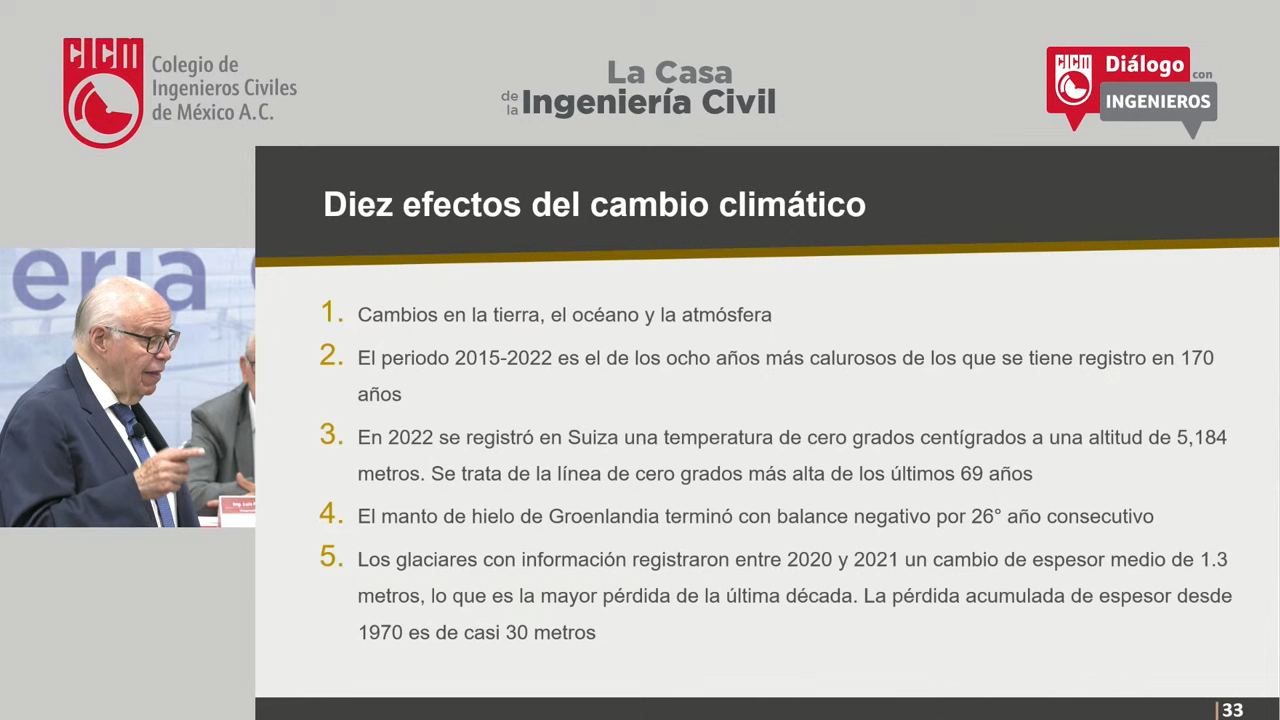 CICM
Colegio de
Ingenieros Civiles
de México A.C.
La Casa
de la Ingeniería Civil
CICM
Diálogo con
INGENIEROS
Diez efectos del cambio climático
1. Cambios en la tierra, el océano y la atmósfera
2. El periodo 2015-2022 es el de los ocho años más calurosos de los que se tiene registro en 170
años
3. En 2022 se registró en Suiza una temperatura de cero grados centígrados a una altitud de 5,184
metros. Se trata de la línea de cero grados más alta de los últimos 69 años
4. El manto de hielo de Groenlandia terminó con balance negativo por 26° año consecutivo
5. Los glaciares con información registraron entre 2020 y 2021 un cambio de espesor medio de 1.3
metros, lo que es la mayor pérdida de la última década. La pérdida acumulada de espesor desde
1970 es de casi 30 metros
ería
Ing. Luis
33